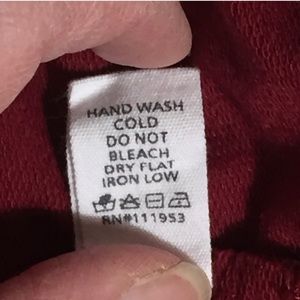 HAND WASH
COLD
DO NOT
BLEACH
DRY FLAT
IRON LOW
RN#111953